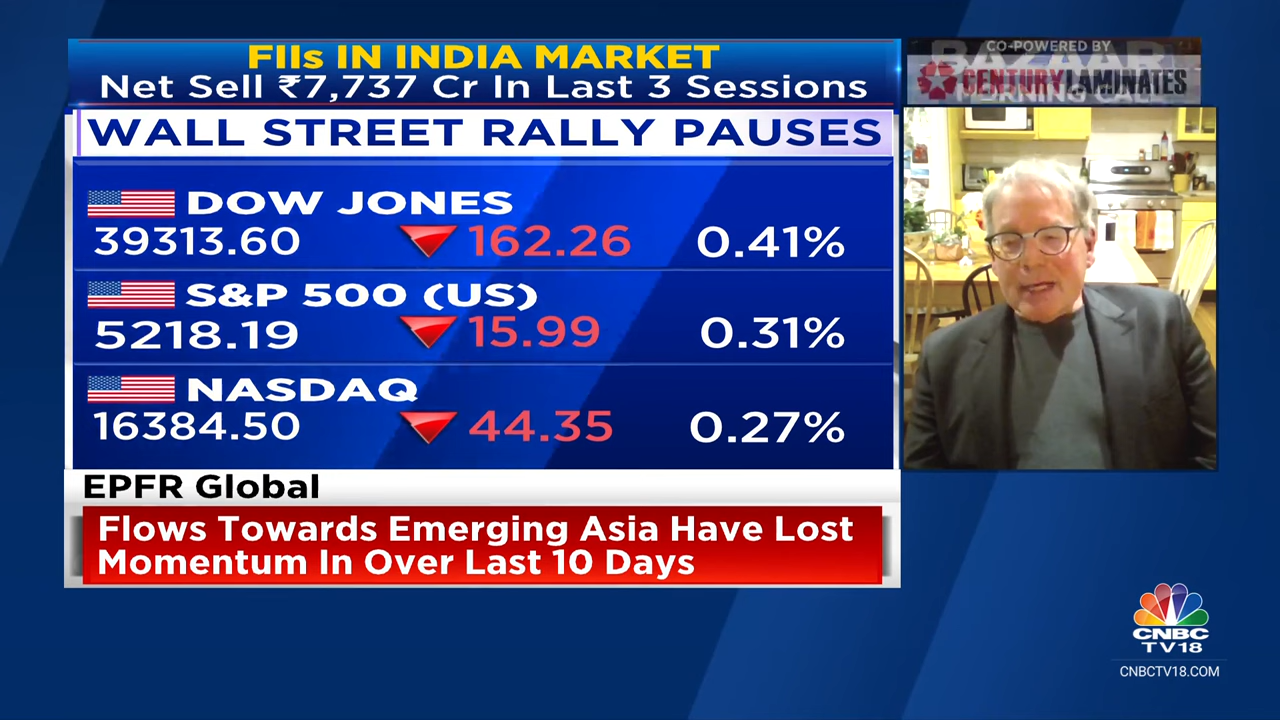 FIIs IN INDIA MARKET
Net Sell ₹7,737 Cr In Last 3 Sessions
WALL STREET RALLY PAUSES
DOW JONES
39313.60 162.26 0.41%
S&P 500 (US)
5218.19 15.99 0.31%
NASDAQ
16384.50 44.35 0.27%
EPFR Global
Flows Towards Emerging Asia Have Lost
Momentum In Over Last 10 Days
CO-POWERED BY
BAZAAR
CENTURYLAMINATES
MORNING CALL
CNBC
TV18
CNBCTV18.COM